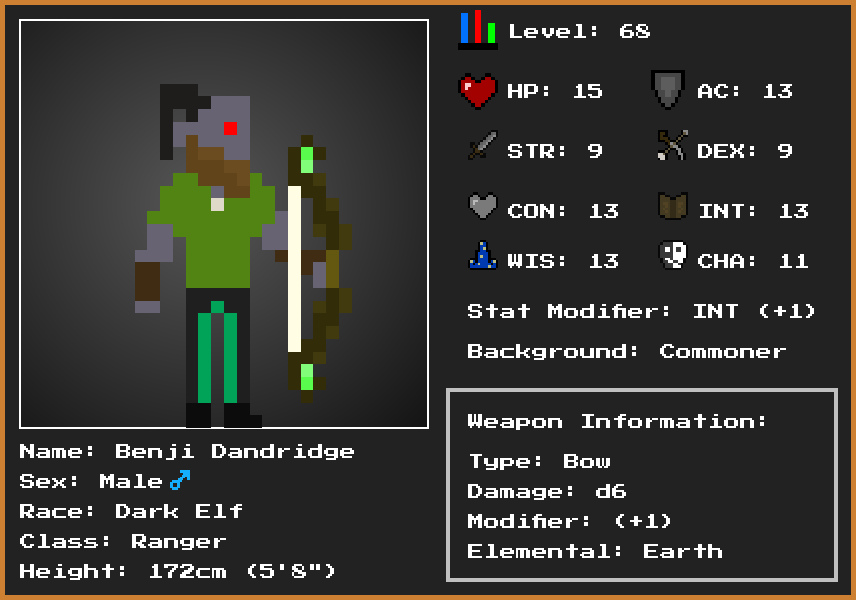 Level: 68
HP: 15 AC: 13
STR: 9 DEX: 9
CON: 13 INT: 13
WIS: 13 CHA: 11
Stat Modifier: INT (+1)
Background: Commoner
Weapon Information:
Type: Bow
Damage: d6
Modifier: (+1)
Elemental: Earth
Name: Benji Dandridge
Sex: Male♂
Race: Dark Elf
Class: Ranger
Height: 172cm (5'8")